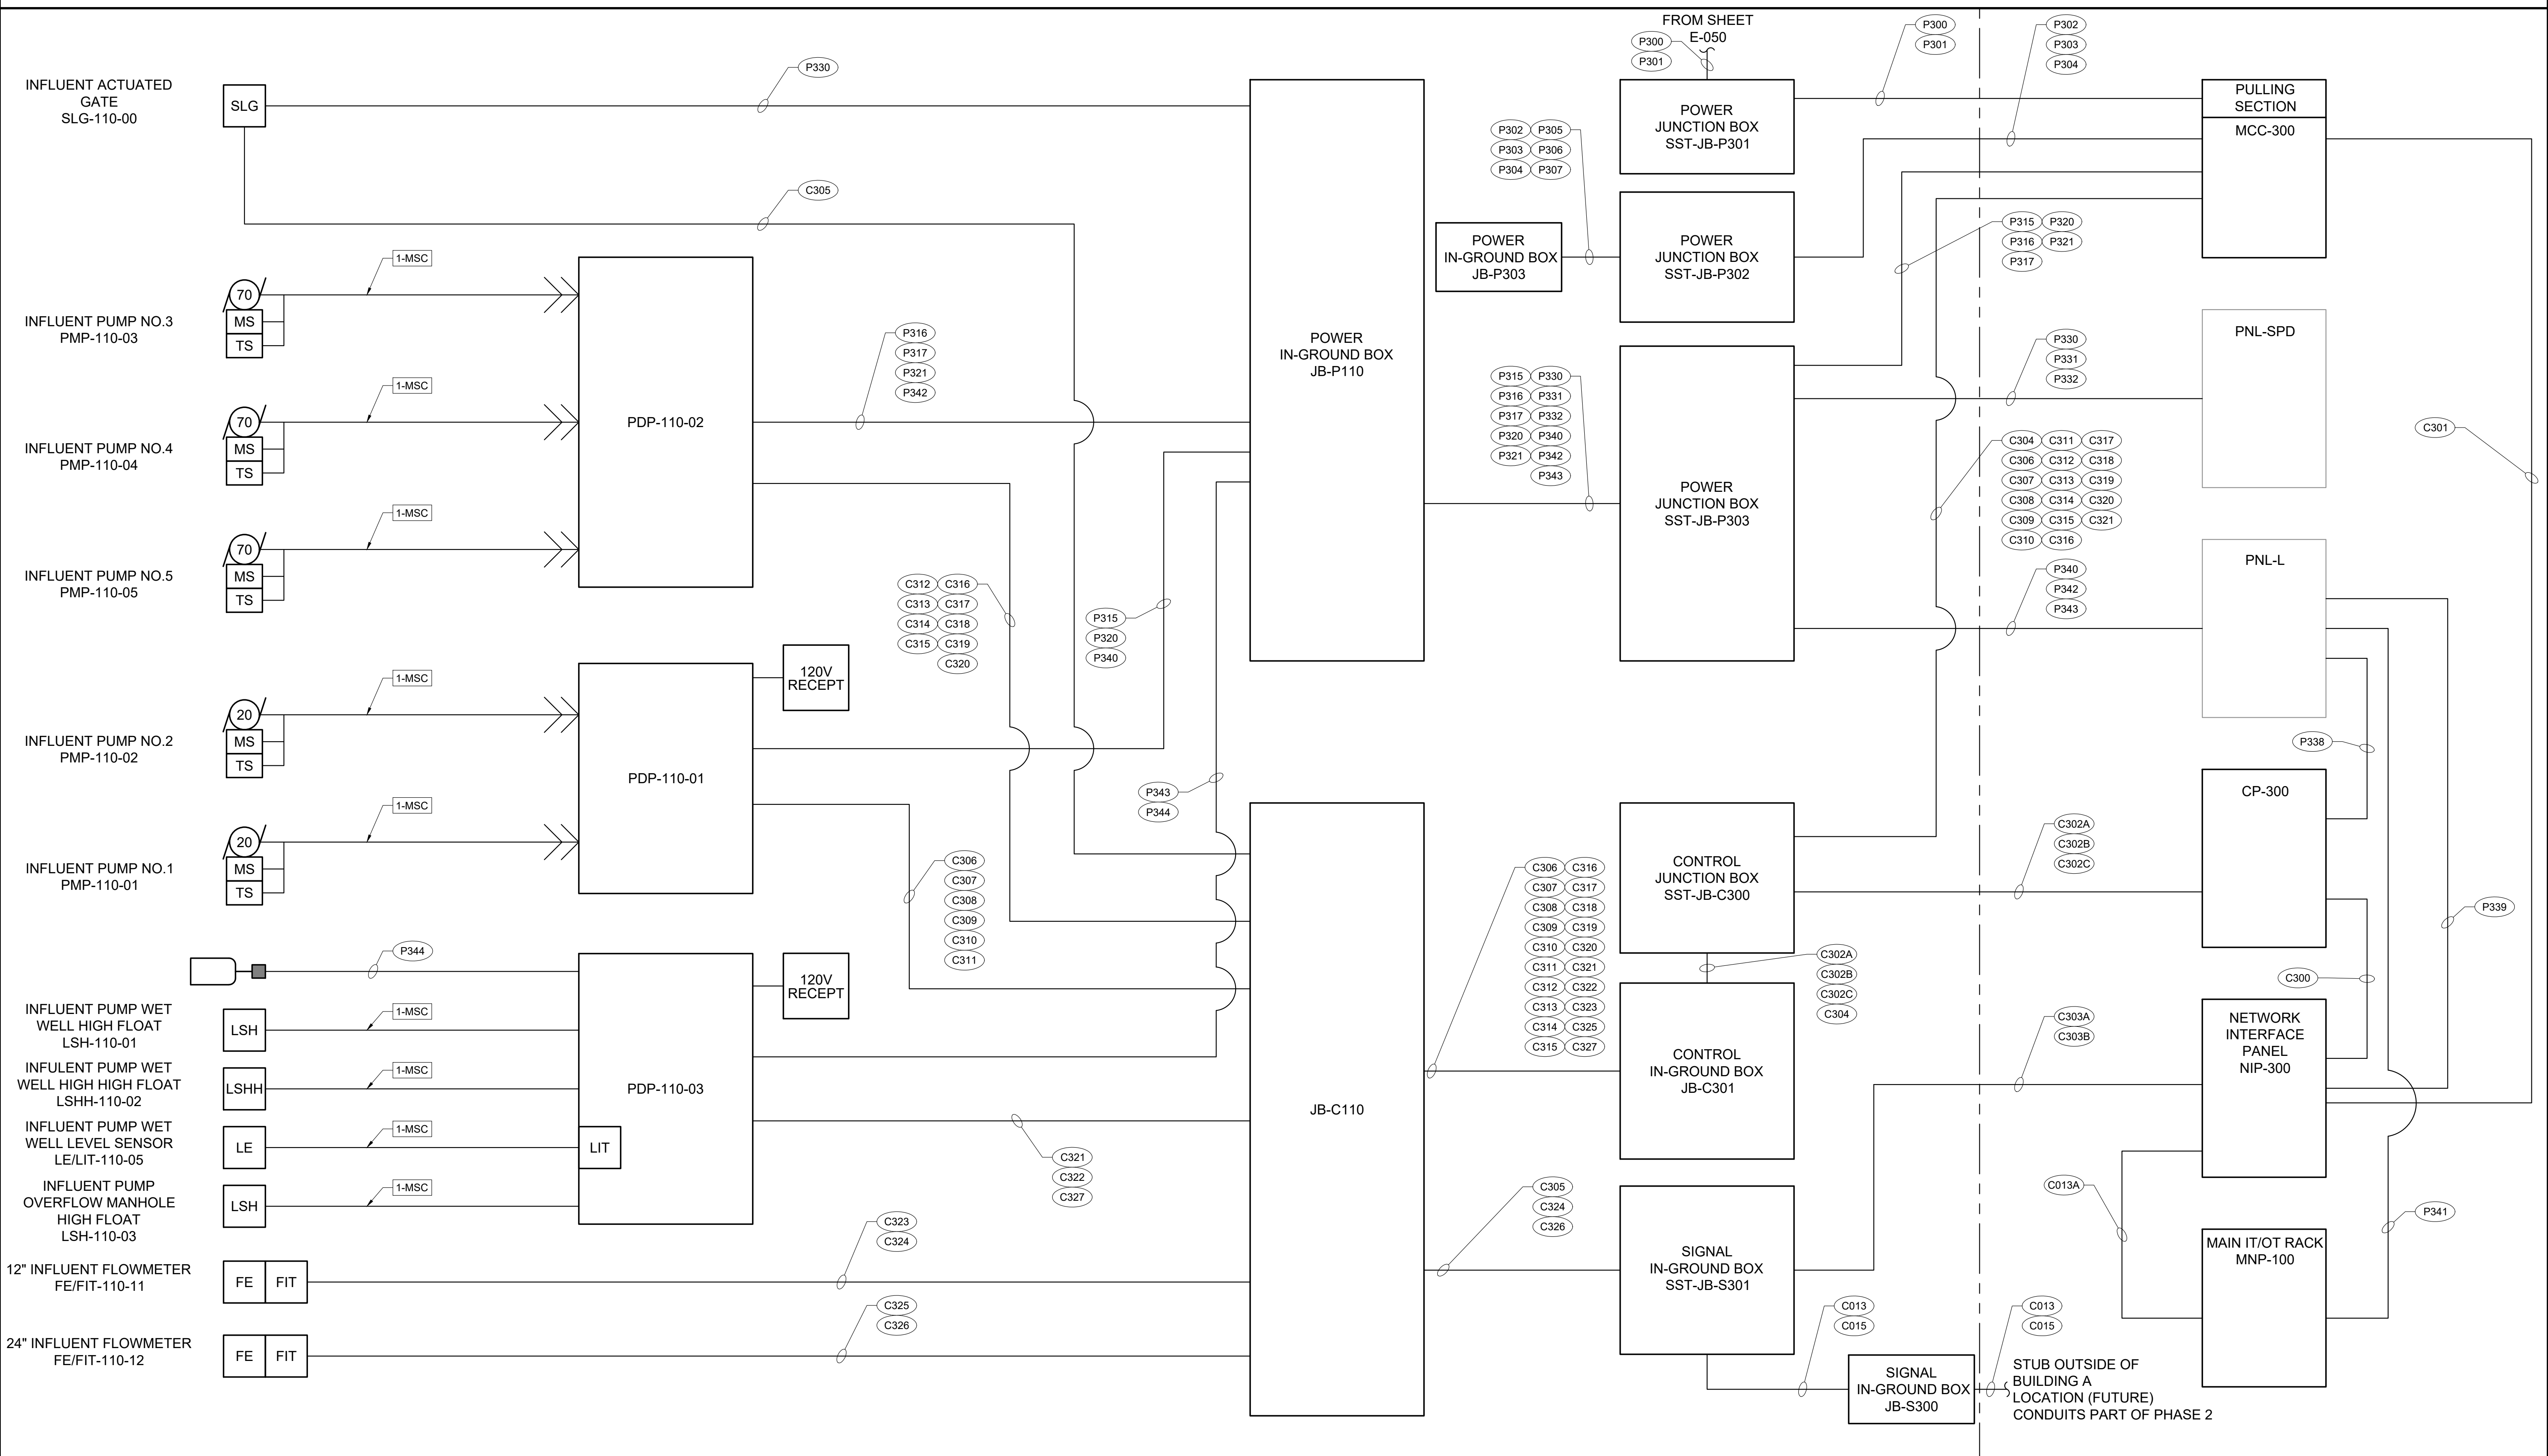 INFLUENT ACTUATED
GATE
SLG-110-00
SLG
P330
C305
INFLUENT PUMP NO.3
PMP-110-03
70
MS
TS
1-MSC
INFLUENT PUMP NO.4
PMP-110-04
70
MS
TS
1-MSC
INFLUENT PUMP NO.5
PMP-110-05
70
MS
TS
1-MSC
PDP-110-02
P316
P317
P321
P342
C312 C316
C313 C317
C314 C318
C315 C319
C320
INFLUENT PUMP NO.2
PMP-110-02
20
MS
TS
1-MSC
INFLUENT PUMP NO.1
PMP-110-01
20
MS
TS
1-MSC
PDP-110-01
120V
RECEPT
P315
P320
P340
P343
P344
C306
C307
C308
C309
C310
C311
P344
INFLUENT PUMP WET
WELL HIGH FLOAT
LSH-110-01
LSH
1-MSC
INFULENT PUMP WET
WELL HIGH HIGH FLOAT
LSHH-110-02
LSHH
1-MSC
INFLUENT PUMP WET
WELL LEVEL SENSOR
LE/LIT-110-05
LE
1-MSC
LIT
INFLUENT PUMP
OVERFLOW MANHOLE
HIGH FLOAT
LSH-110-03
LSH
1-MSC
PDP-110-03
120V
RECEPT
C321
C322
C327
12" INFLUENT FLOWMETER
FE/FIT-110-11
FE FIT
C323
C324
24" INFLUENT FLOWMETER
FE/FIT-110-12
FE FIT
C325
C326
POWER
IN-GROUND BOX
JB-P110
JB-C110
FROM SHEET
E-050
P300
P301
POWER
JUNCTION BOX
SST-JB-P301
P300
P301
P302
P303
P304
P302 P305
P303 P306
P304 P307
POWER
IN-GROUND BOX
JB-P303
POWER
JUNCTION BOX
SST-JB-P302
P315 P320
P316 P321
P317
P315 P330
P316 P331
P317 P332
P320 P340
P321 P342
P343
POWER
JUNCTION BOX
SST-JB-P303
P330
P331
P332
C304 C311 C317
C306 C312 C318
C307 C313 C319
C308 C314 C320
C309 C315 C321
C310 C316
P340
P342
P343
C306 C316
C307 C317
C308 C318
C309 C319
C310 C320
C311 C321
C312 C322
C313 C323
C314 C325
C315 C327
CONTROL
JUNCTION BOX
SST-JB-C300
C302A
C302B
C302C
C302A
C302B
C302C
C304
CONTROL
IN-GROUND BOX
JB-C301
C303A
C303B
C305
C324
C326
SIGNAL
IN-GROUND BOX
SST-JB-S301
C013
C015
SIGNAL
IN-GROUND BOX
JB-S300
C013
C015
STUB OUTSIDE OF
BUILDING A
LOCATION (FUTURE)
CONDUITS PART OF PHASE 2
PULLING
SECTION
MCC-300
PNL-SPD
C301
PNL-L
P338
CP-300
P339
C300
NETWORK
INTERFACE
PANEL
NIP-300
C013A
P341
MAIN IT/OT RACK
MNP-100